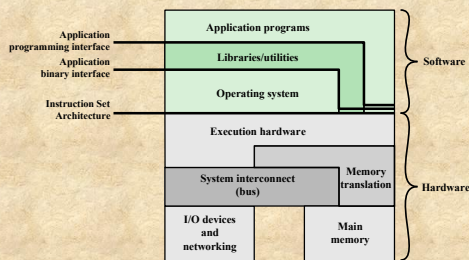 Application programs
Application
programming interface
Libraries/utilities
Software
Application
binary interface
Operating system
Instruction Set
Architecture
Execution hardware
System interconnect
(bus)
Memory
translation
Hardware
I/O devices
and
networking
Main
memory